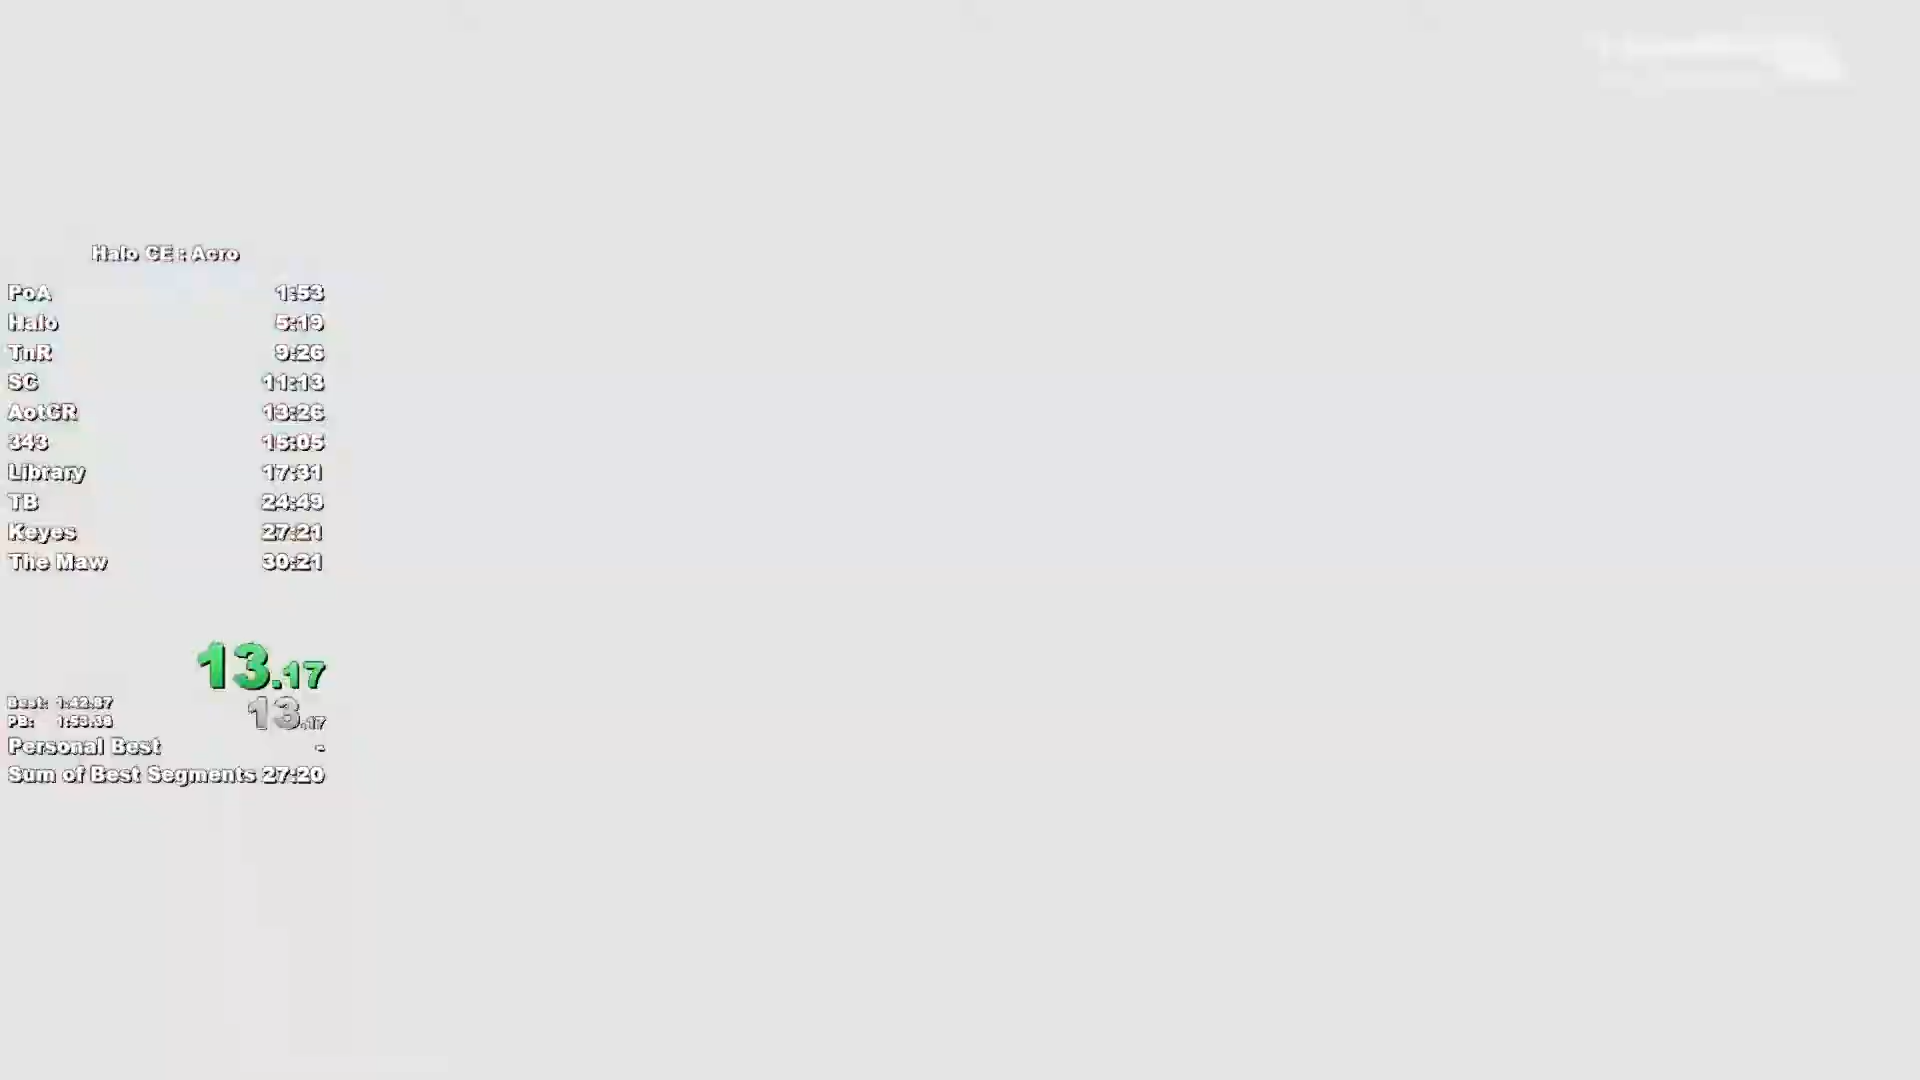 Halo CE : Acro
PoA 1:53
Halo 5:19
TnR 9:26
SC 11:13
AotCR 13:26
343 15:05
Library 17:31
TB 24:49
Keyes 27:21
The Maw 30:21
13.17
Best: 1:42.87 13.17
PB: 1:53.38
Personal Best -
Sum of Best Segments 27:20